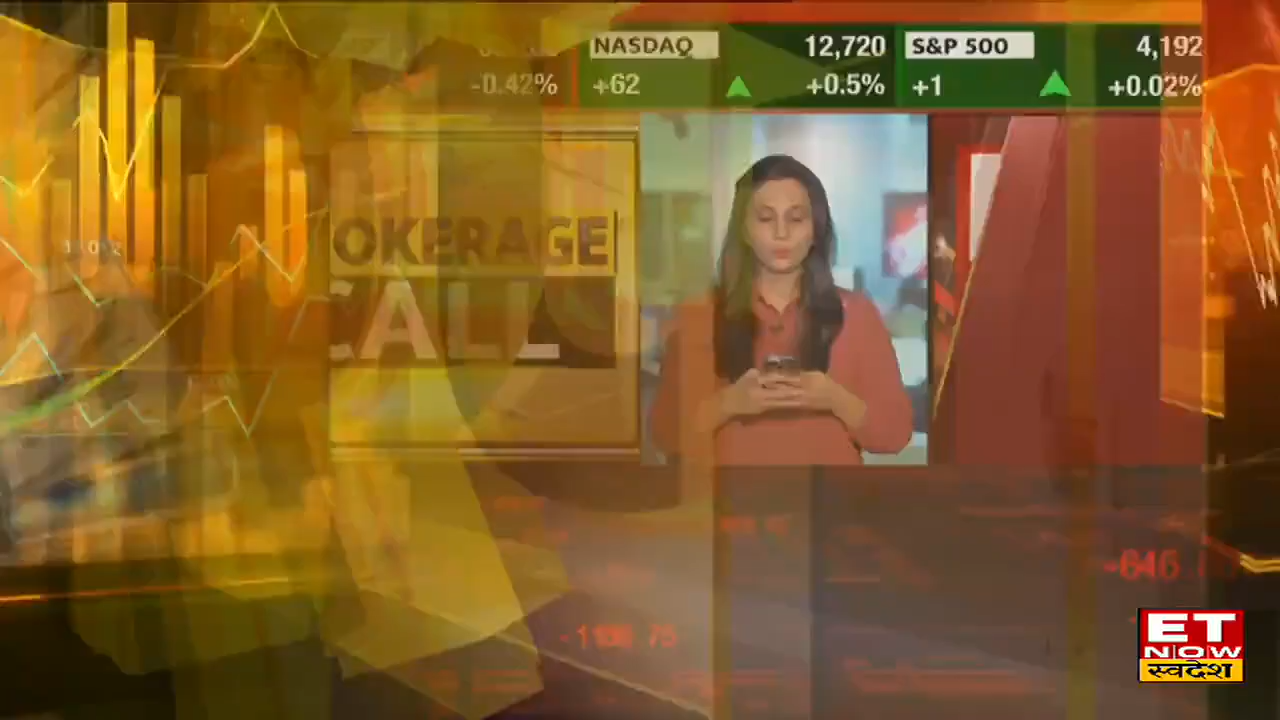 NASDAQ 12,720
S&P 500 4,192
-0.42%
+62 +0.5%
+1 +0.02%
OKERAGE
CALL
ET
NOW
स्वदेश